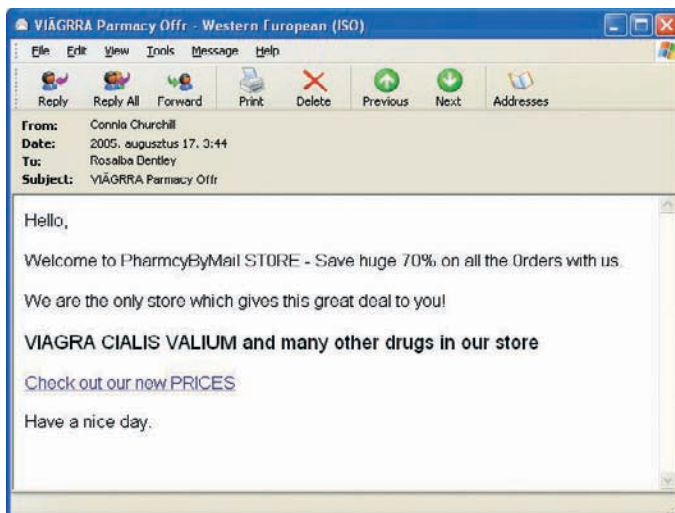 VIÃGRRA Parmacy Offr - Western European (ISO)
File Edit View Tools Message Help
Reply Reply All Forward Print Delete Previous Next Addresses
From: Connia Churchill
Date: 2005. augusztus 17. 3:44
To: Rosalba Dentley
Subject: VIÃGRRA Parmacy Offr
Hello,
Welcome to PharmcyByMail ST0RE - Save huge 70% on all the 0rders with us.
We are the only store which gives this great deal to you!
VIAGRA CIALIS VALIUM and many other drugs in our store
Check out our new PRICES
Have a nice day.